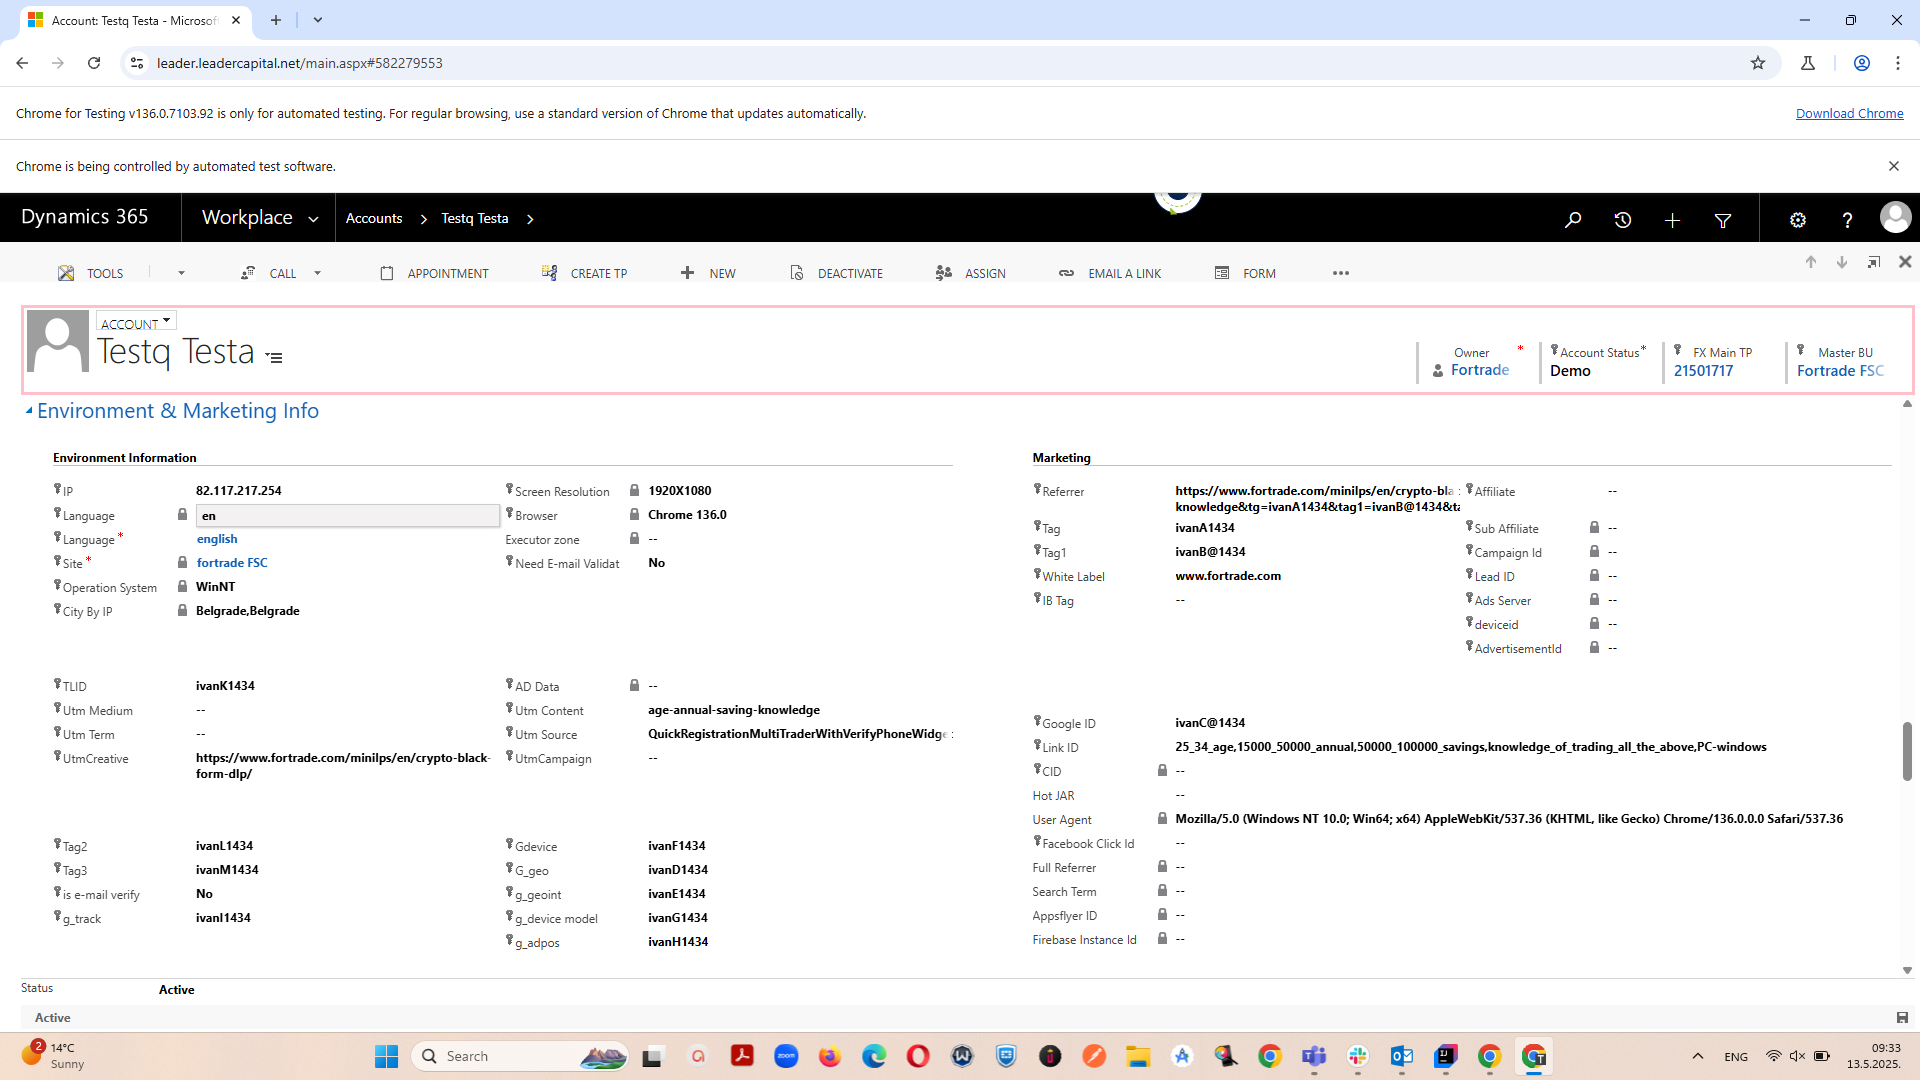 Account: Testq Testa - Microsof
leader.leadercapital.net/main.aspx#582279553
Chrome for Testing v136.0.7103.92 is only for automated testing. For regular browsing, use a standard version of Chrome that updates automatically.
Download Chrome
Chrome is being controlled by automated test software.
Dynamics 365
Workplace
Accounts
Testq Testa
TOOLS
CALL
APPOINTMENT
CREATE TP
NEW
DEACTIVATE
ASSIGN
EMAIL A LINK
FORM
ACCOUNT
Testq Testa
Owner *
Fortrade
Account Status*
Demo
FX Main TP
21501717
Master BU
Fortrade FSC
Environment & Marketing Info
Environment Information
IP 82.117.217.254
Language en
Language * english
Site * fortrade FSC
Operation System WinNT
City By IP Belgrade,Belgrade
Screen Resolution 1920X1080
Browser Chrome 136.0
Executor zone --
Need E-mail Validat No
TLID ivanK1434
Utm Medium --
Utm Term --
UtmCreative https://www.fortrade.com/minilps/en/crypto-black-
form-dlp/
AD Data --
Utm Content age-annual-saving-knowledge
Utm Source QuickRegistrationMultiTraderWithVerifyPhoneWidge
UtmCampaign --
Tag2 ivanL1434
Tag3 ivanM1434
is e-mail verify No
g_track ivanI1434
Gdevice ivanF1434
G_geo ivanD1434
g_geoint ivanE1434
g_device model ivanG1434
g_adpos ivanH1434
Marketing
Referrer https://www.fortrade.com/minilps/en/crypto-bla
knowledge&tg=ivanA1434&tag1=ivanB@1434&ta
Tag ivanA1434
Tag1 ivanB@1434
White Label www.fortrade.com
IB Tag --
Affiliate --
Sub Affiliate --
Campaign Id --
Lead ID --
Ads Server --
deviceid --
AdvertisementId --
Google ID ivanC@1434
Link ID 25_34_age,15000_50000_annual,50000_100000_savings,knowledge_of_trading_all_the_above,PC-windows
CID --
Hot JAR --
User Agent Mozilla/5.0 (Windows NT 10.0; Win64; x64) AppleWebKit/537.36 (KHTML, like Gecko) Chrome/136.0.0.0 Safari/537.36
Facebook Click Id --
Full Referrer --
Search Term --
Appsflyer ID --
Firebase Instance Id --
Status Active
Active
2
14°C
Sunny
Search
zoom
ENG
09:33
13.5.2025.